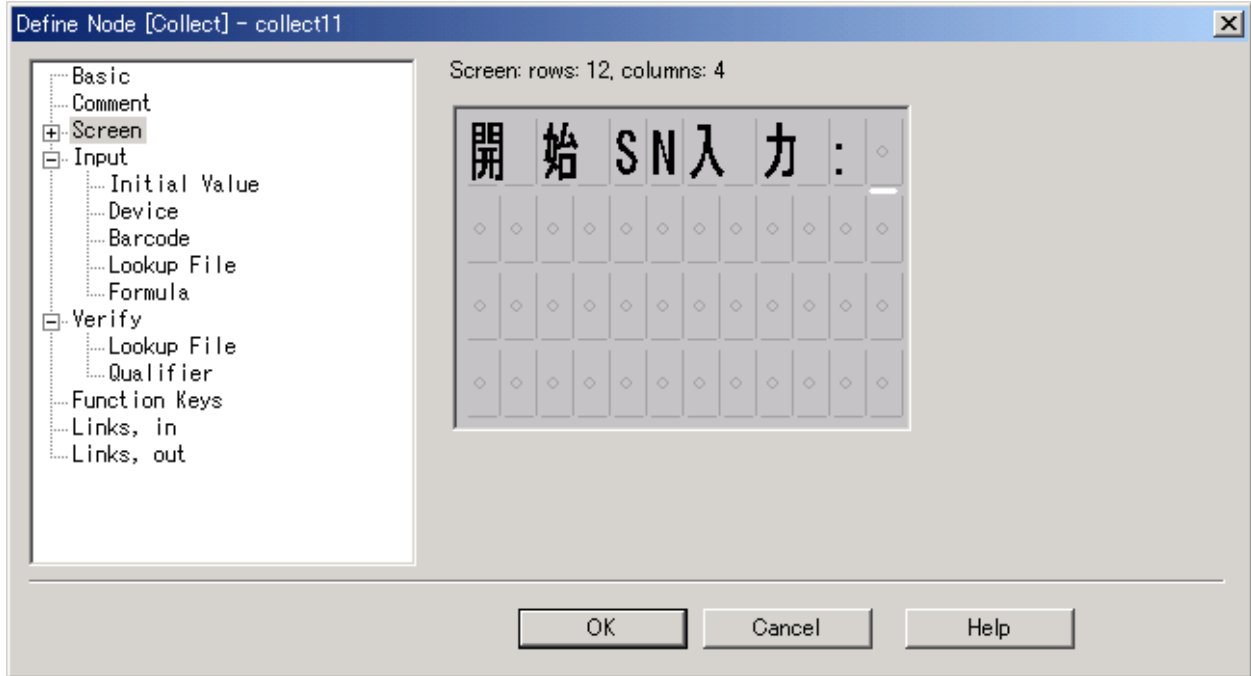 Define Node [Collect] - collect11
Basic
Comment
Screen
Input
Initial Value
Device
Barcode
Lookup File
Formula
Verify
Lookup File
Qualifier
Function Keys
Links, in
Links, out
Screen: rows: 12, columns: 4
開始SN入力:
OK
Cancel
Help